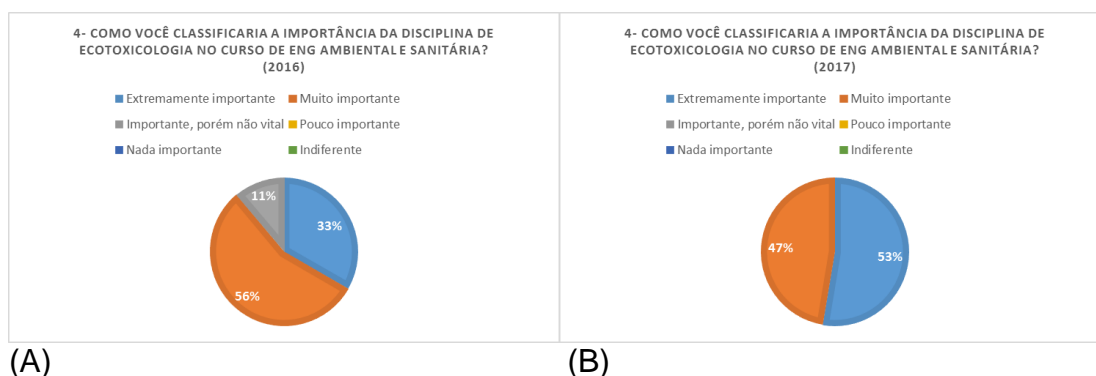 4- COMO VOCÊ CLASSIFICARIA A IMPORTÂNCIA DA DISCIPLINA DE
ECOTOXICOLOGIA NO CURSO DE ENG AMBIENTAL E SANITÁRIA?
(2016)
Extremamente importante Muito importante
Importante, porém não vital Pouco importante
Nada importante Indiferente
11%
33%
56%
(A)
4- COMO VOCÊ CLASSIFICARIA A IMPORTÂNCIA DA DISCIPLINA DE
ECOTOXICOLOGIA NO CURSO DE ENG AMBIENTAL E SANITÁRIA?
(2017)
Extremamente importante Muito importante
Importante, porém não vital Pouco importante
Nada importante Indiferente
47%
53%
(B)